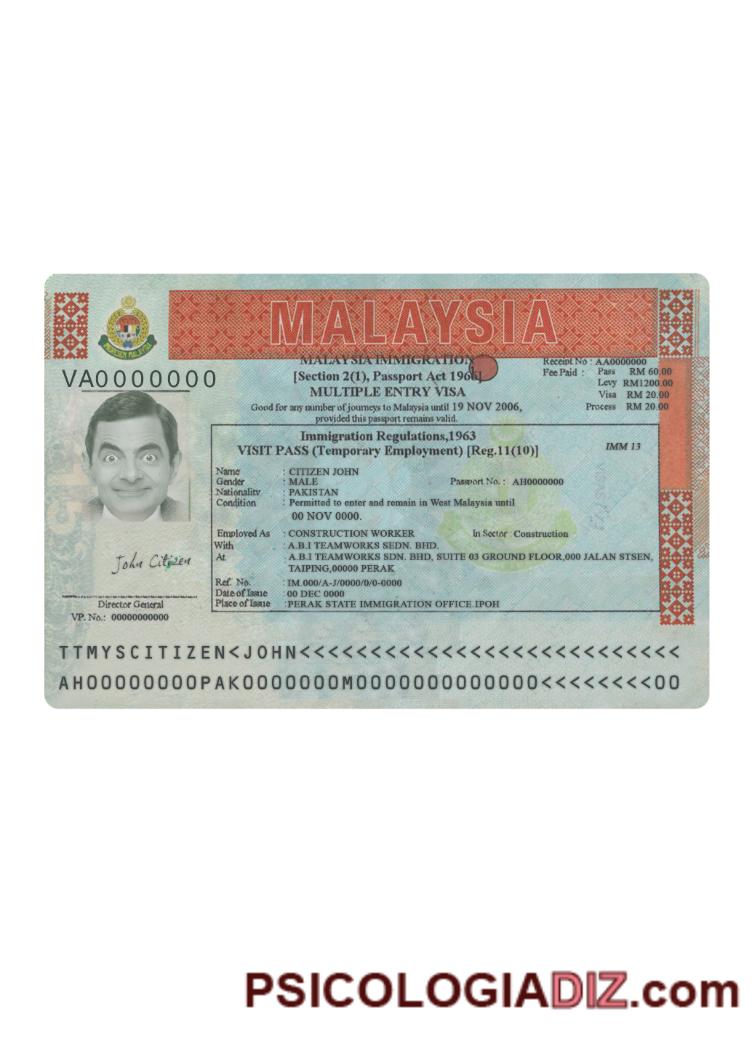 MALAYSIA
MALAYSIA IMMIGRATION
[Section 2(1), Passport Act 1966]
MULTIPLE ENTRY VISA
Good for any number of journeys to Malaysia until 19 NOV 2006,
provided this passport remains valid.
Receipt No : AA0000000
Fee Paid : Pass RM 60.00
Levy RM1200.00
Visa RM 20.00
Process RM 20.00
VA0000000
Immigration Regulations,1963
VISIT PASS (Temporary Employment) [Reg.11(10)]
IMM 13
Name : CITIZEN JOHN
Gender : MALE Passport No. : AH0000000
Nationality : PAKISTAN
Condition : Permitted to enter and remain in West Malaysia until
00 NOV 0000.
Employed As : CONSTRUCTION WORKER In Sector Construction
With : A.B.I TEAMWORKS SEDN. BHD.
At : A.B.I TEAMWORKS SDN. BHD, SUITE 03 GROUND FLOOR,000 JALAN STSEN,
TAIPING,00000 PERAK
Ref. No. : IM.000/A-J/0000/0/0-0000
Date of Issue : 00 DEC 0000
Place of Issue : PERAK STATE IMMIGRATION OFFICE IPOH
John Citizen
Director General
VP. No.: 00000000000
TTMYSCITIZEN<JOHN<<<<<<<<<<<<<<<<<<<<<<<<<<<
AH00000000PAK0000000M0000000000000<<<<<<<<00
PSICOLOGIADIZ.com